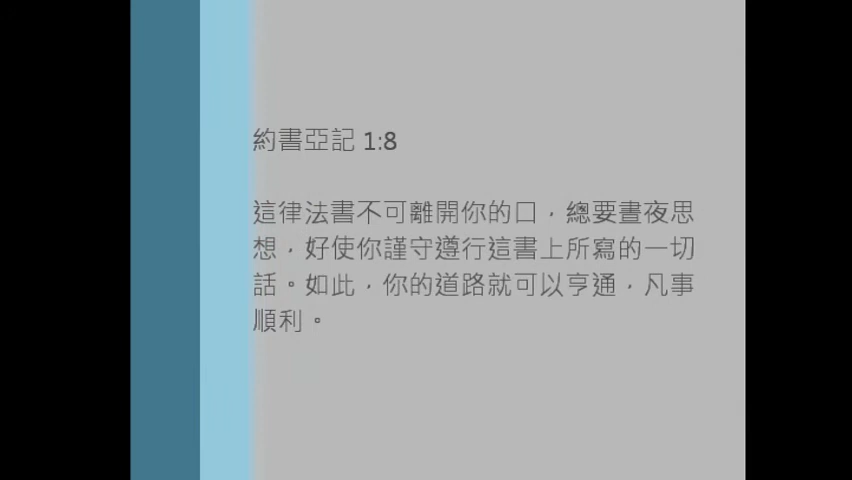 約書亞記 1:8
這律法書不可離開你的口，總要晝夜思
想，好使你謹守遵行這書上所寫的一切
話。如此，你的道路就可以亨通，凡事
順利。